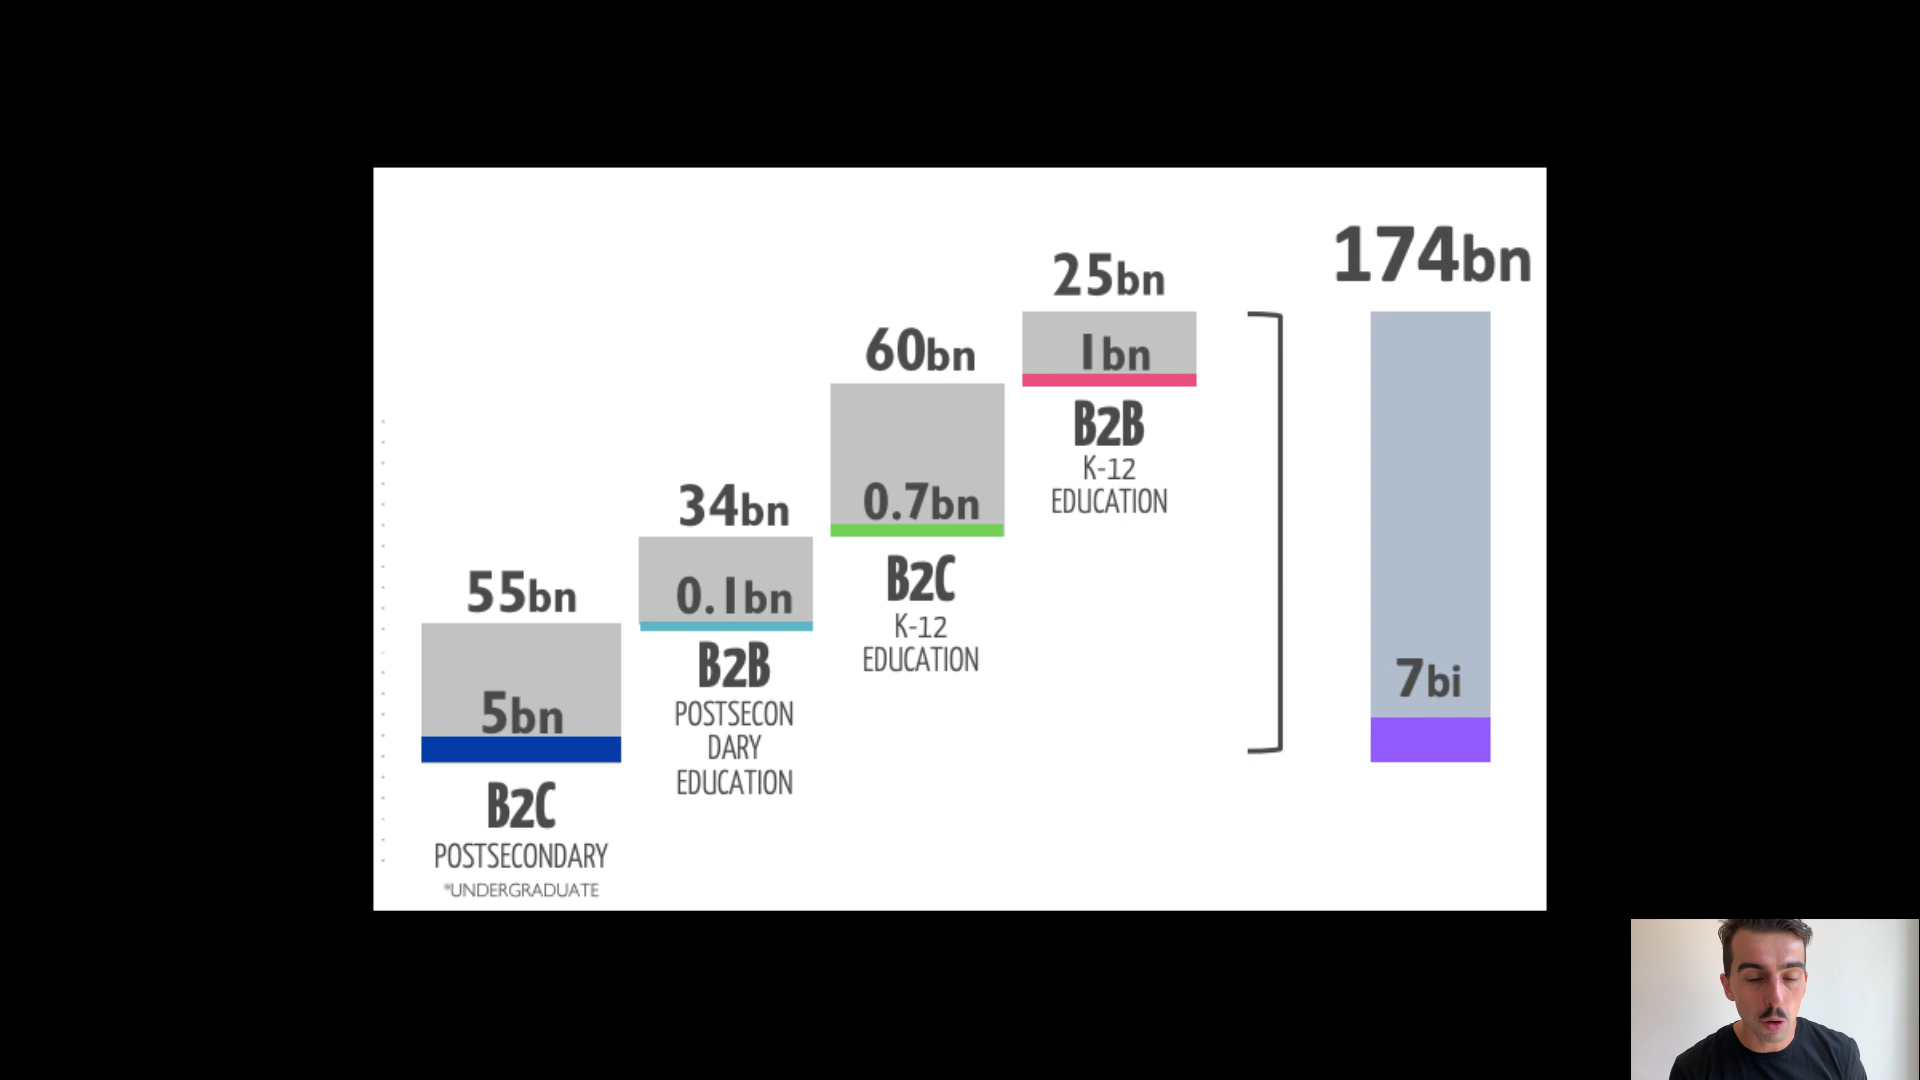 55bn
5bn
B2C
POSTSECONDARY
*UNDERGRADUATE
34bn
0.1bn
B2B
POSTSECON
DARY
EDUCATION
60bn
0.7bn
B2C
K-12
EDUCATION
25bn
1bn
B2B
K-12
EDUCATION
174bn
7bi